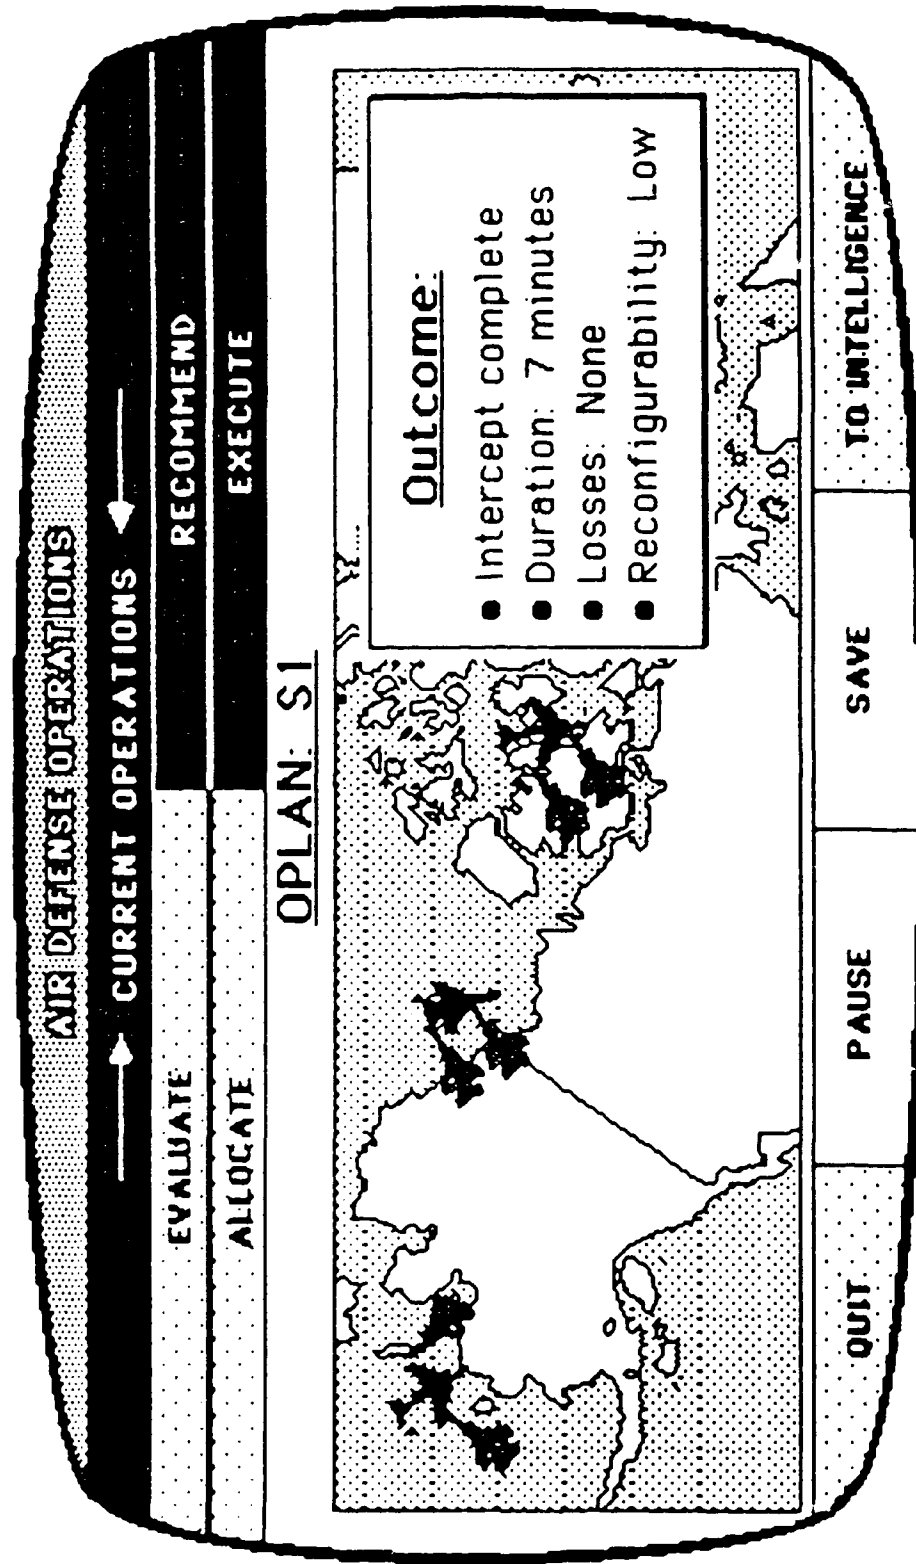 AIR DEFENSE OPERATIONS
CURRENT OPERATIONS
EVALUATE RECOMMEND
ALLOCATE EXECUTE
OPLAN: S1
Outcome:
• Intercept complete
• Duration: 7 minutes
• Losses: None
• Reconfigurability: Low
QUIT PAUSE SAVE TO INTELLIGENCE